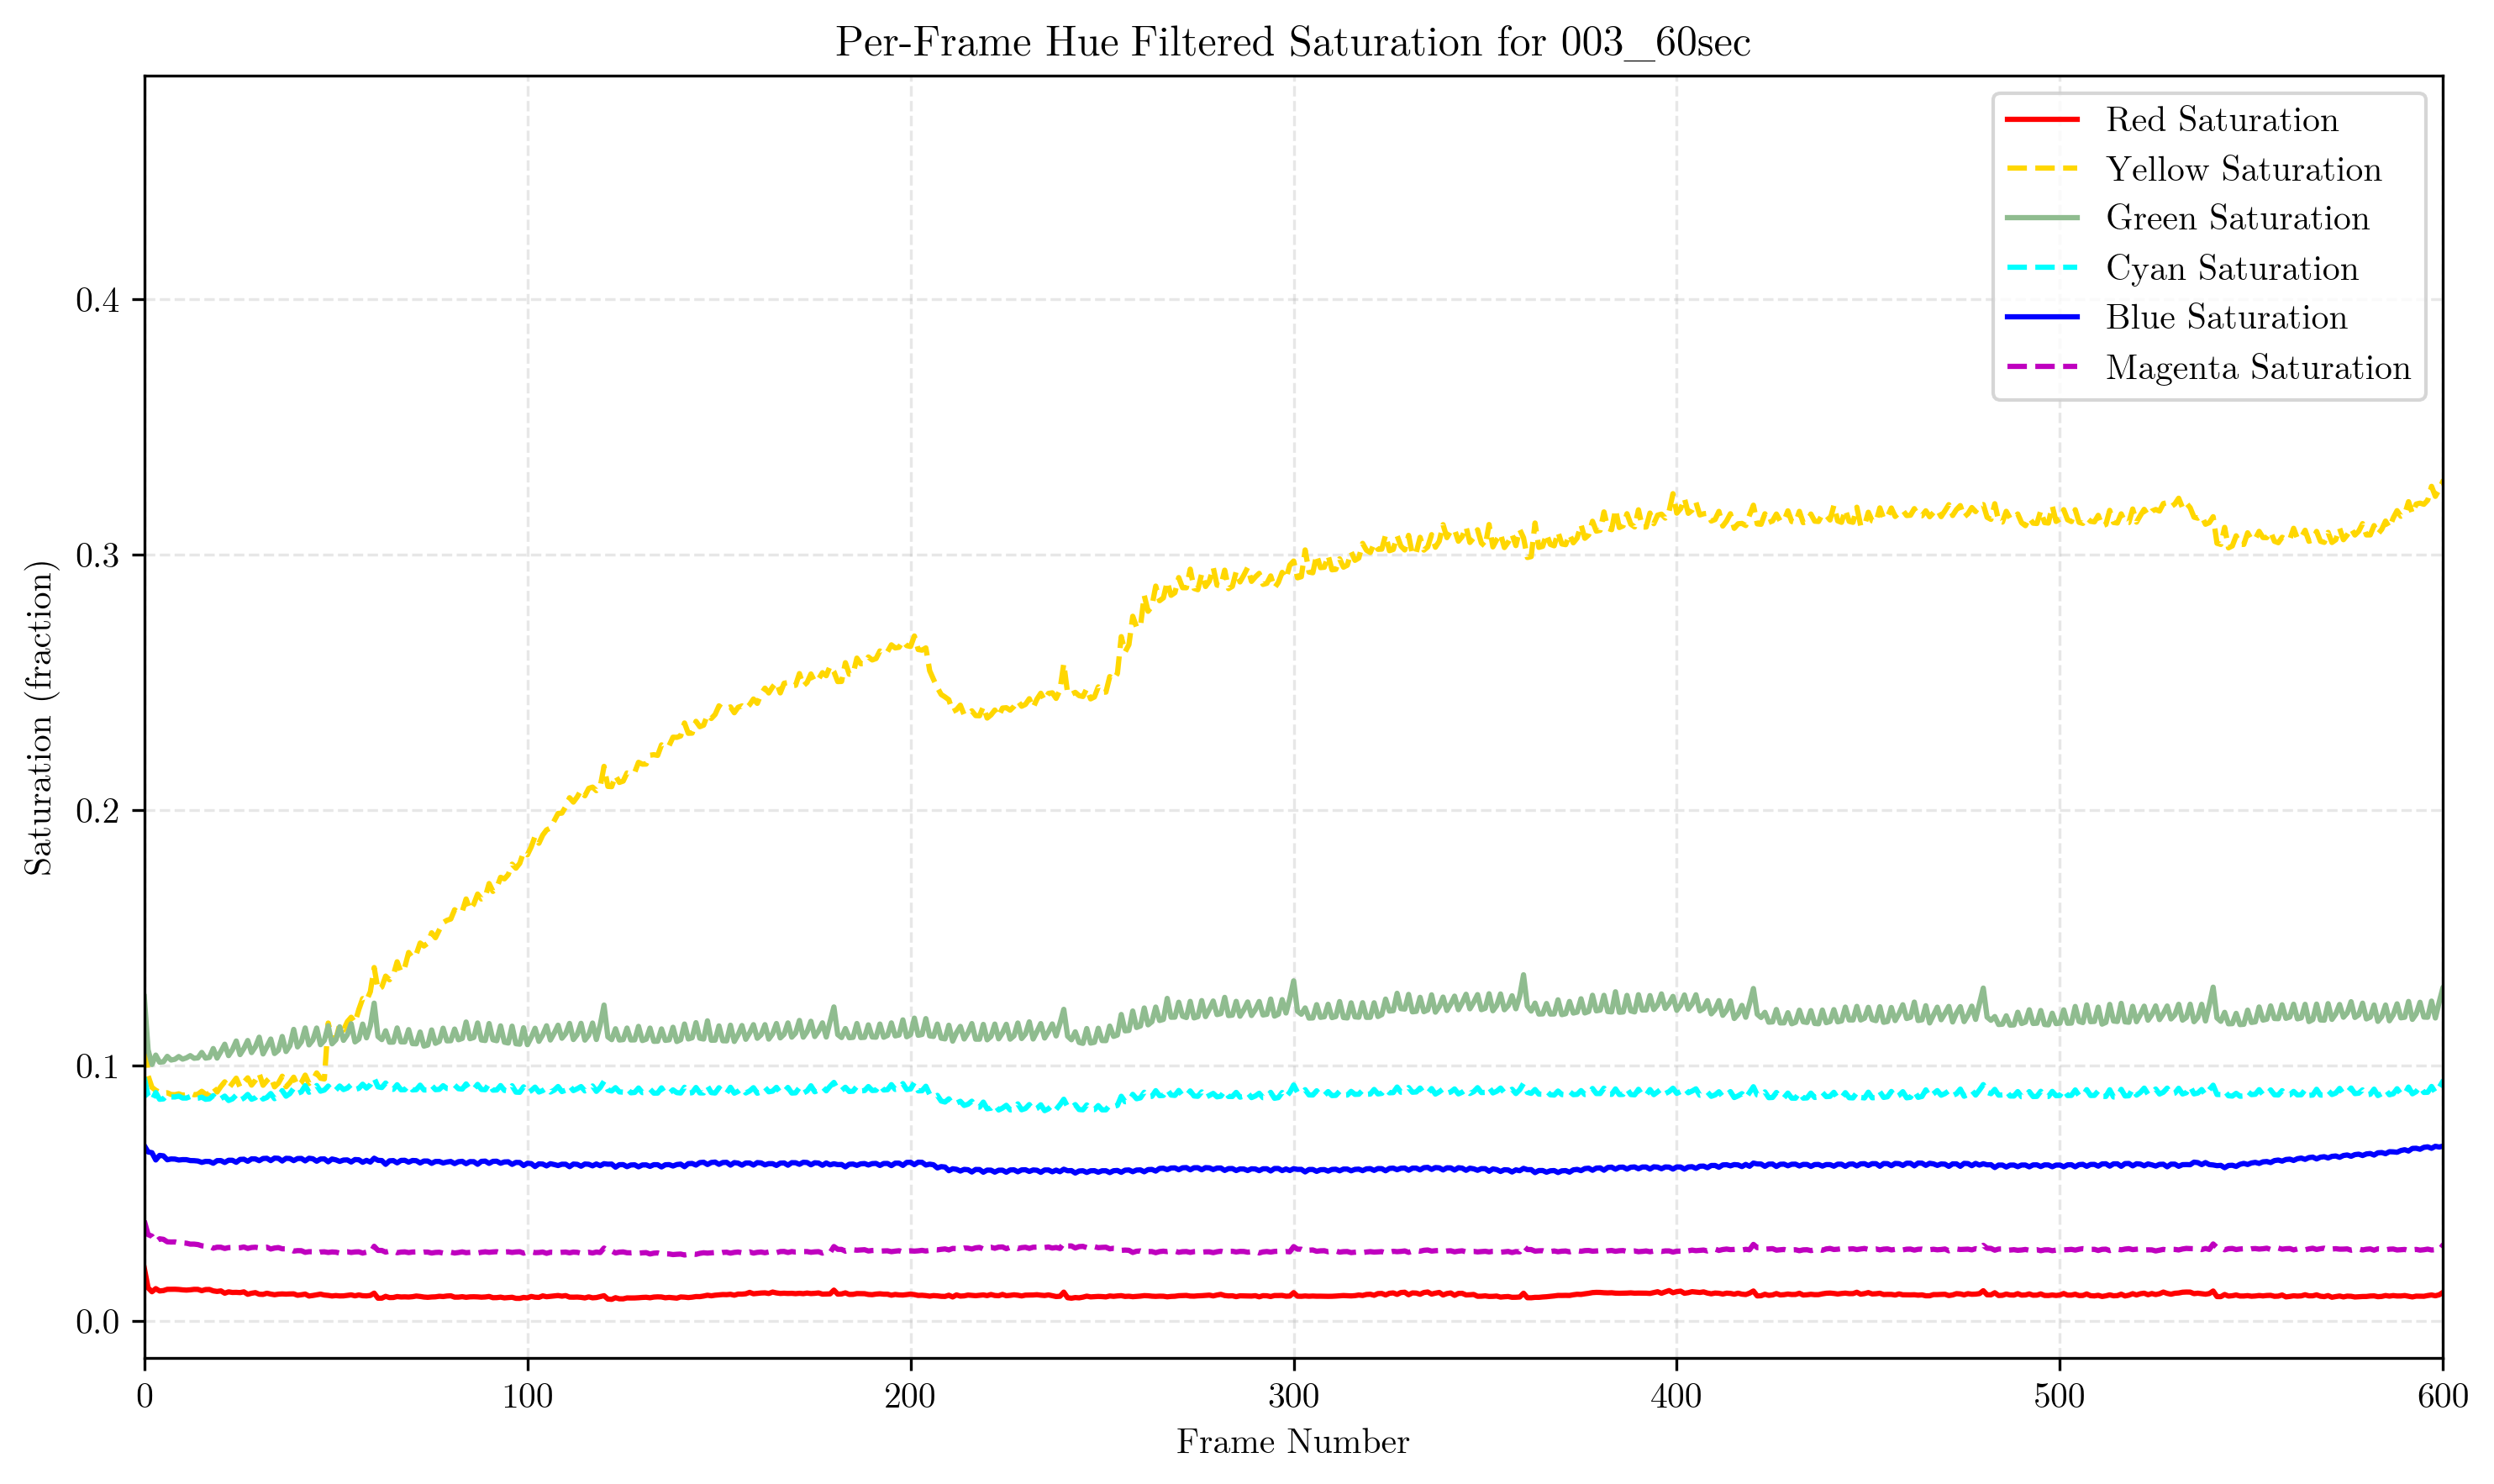 Per-Frame Hue Filtered Saturation for 003_60sec
Red Saturation
Yellow Saturation
Green Saturation
Cyan Saturation
Blue Saturation
Magenta Saturation
Saturation (fraction)
0.4
0.3
0.2
0.1
0.0
0 100 200 300 400 500 600
Frame Number